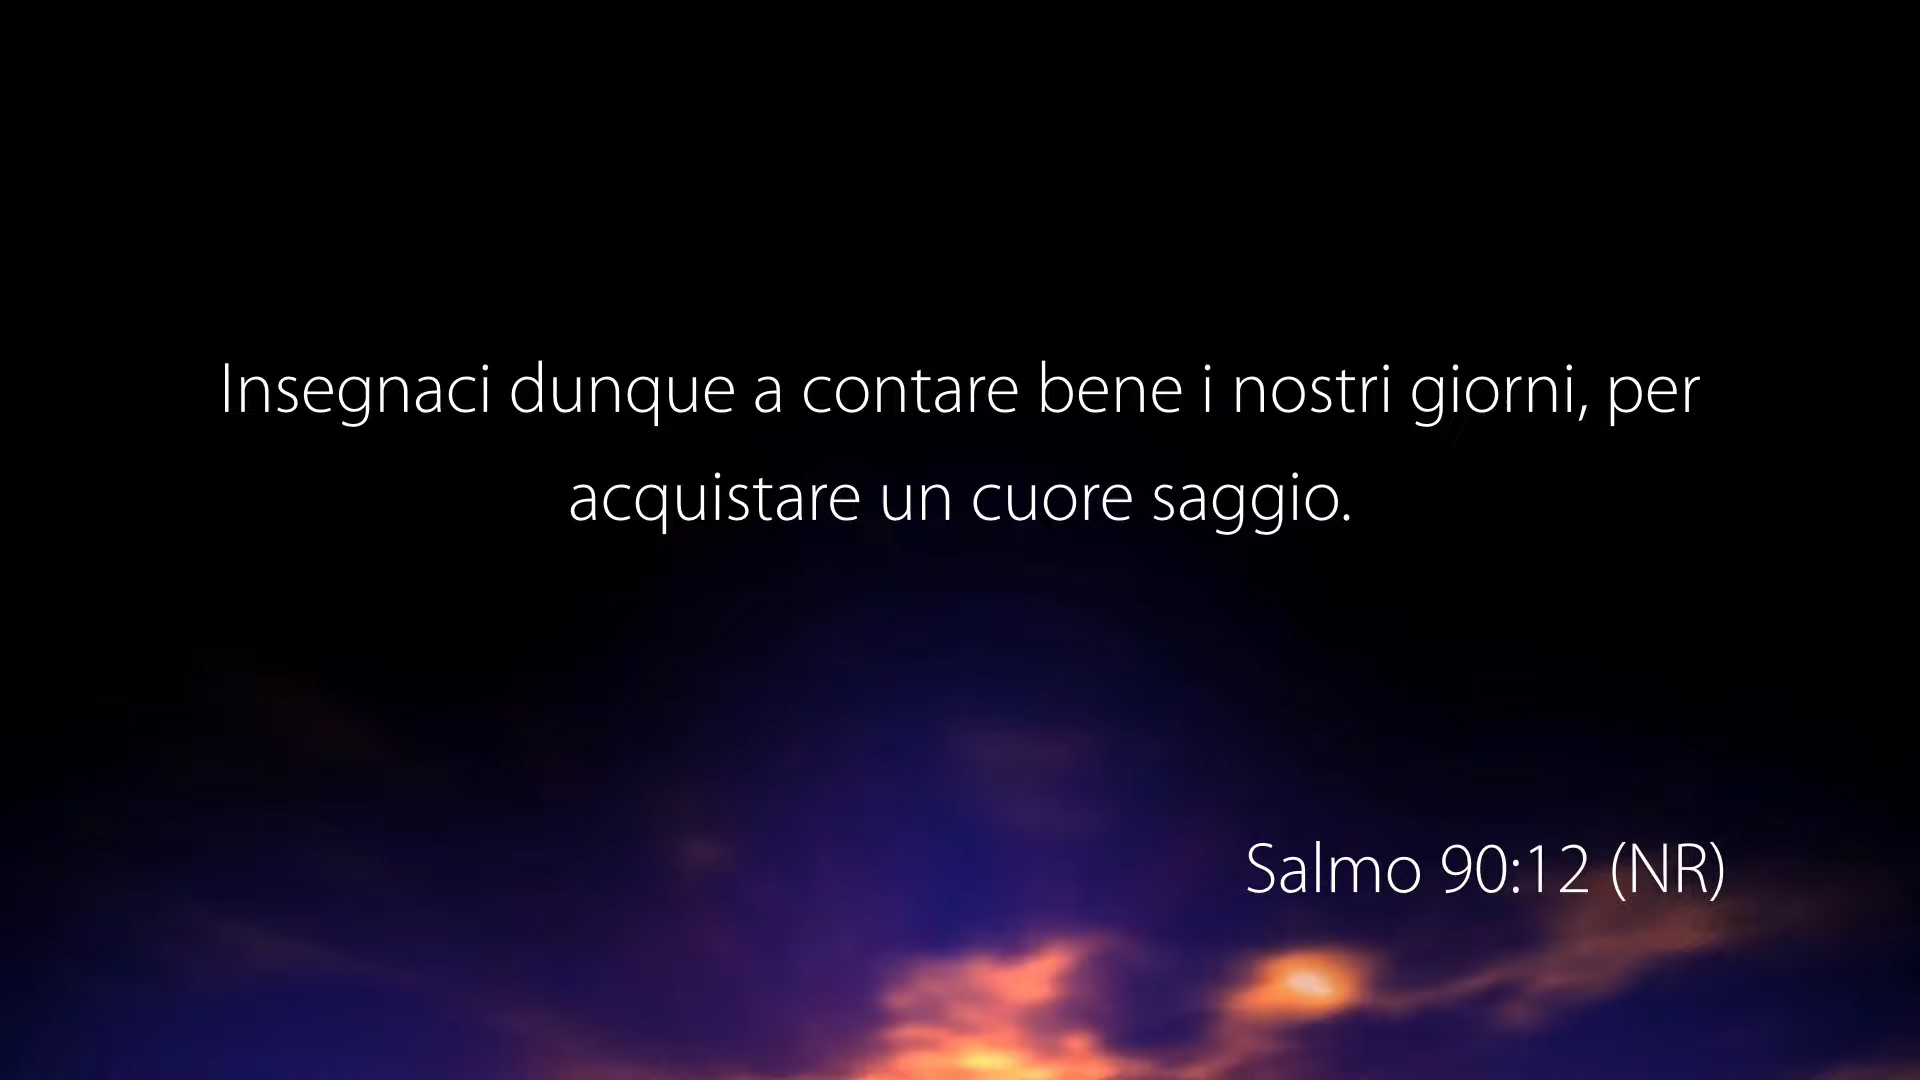 Insegnaci dunque a contare bene i nostri giorni, per
acquistare un cuore saggio.
Salmo 90:12 (NR)